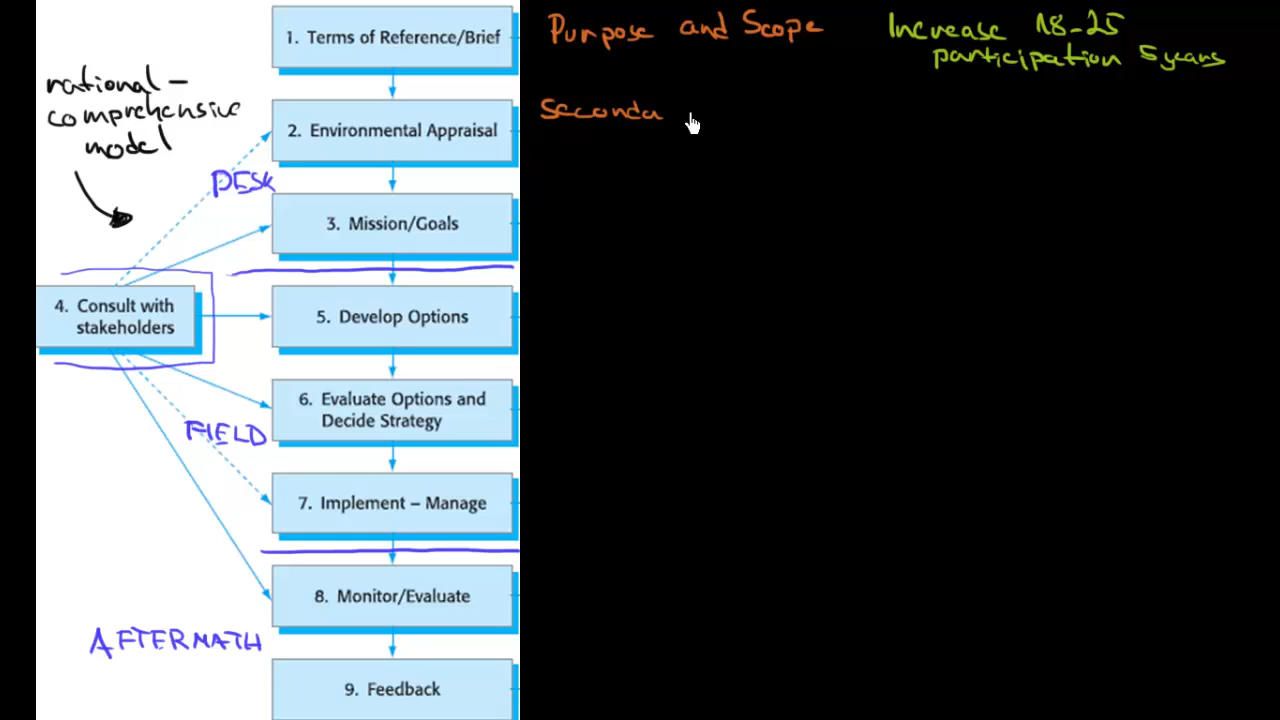 1. Terms of Reference/Brief
Purpose and Scope
Increase 18-25
participation 5 years
rational-
comprehensive
model
2. Environmental Appraisal
Seconda
DESK
3. Mission/Goals
4. Consult with
stakeholders
5. Develop Options
6. Evaluate Options and
Decide Strategy
FIELD
7. Implement – Manage
8. Monitor/Evaluate
AFTERMATH
9. Feedback